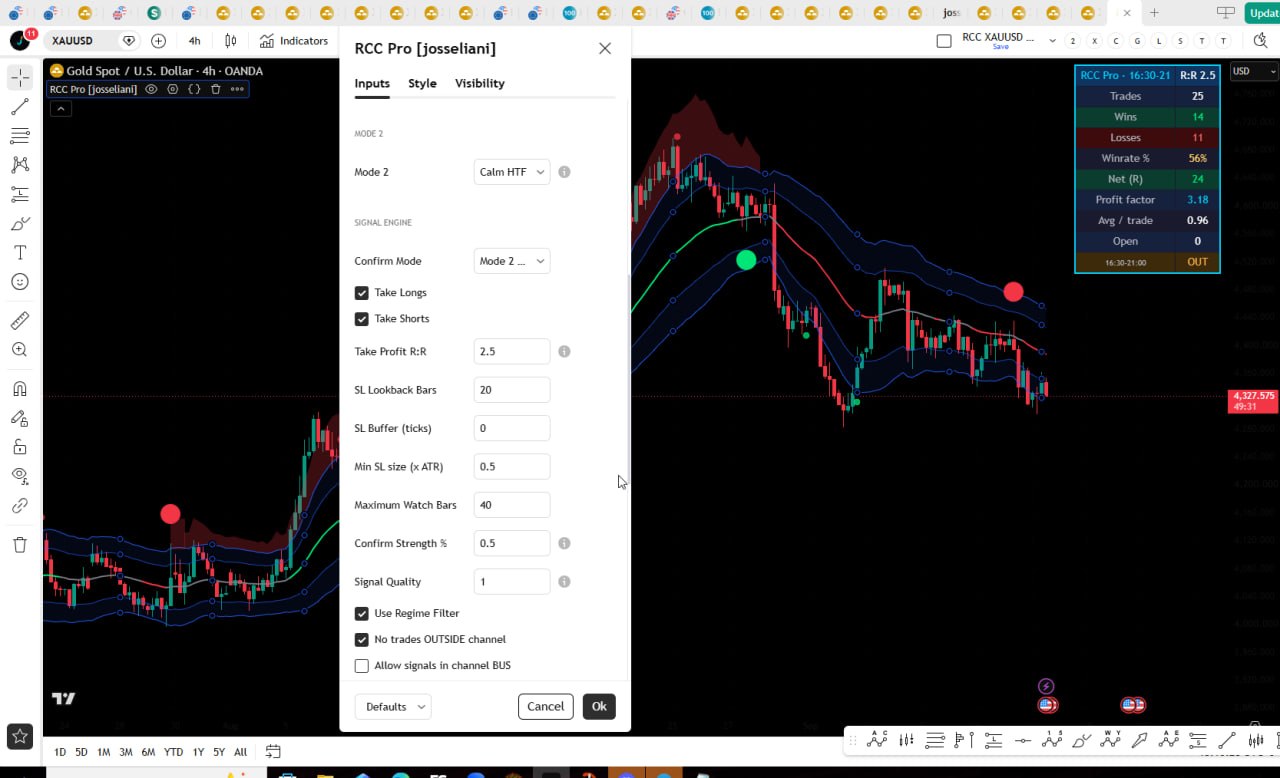 11
XAUUSD
4h
Indicators
RCC XAUUSD ...
Save
2 X C G L S T T
Updat
joss
100
100
Gold Spot / U.S. Dollar · 4h · OANDA
RCC Pro [josseliani]
RCC Pro [josseliani]
Inputs Style Visibility
MODE 2
Mode 2 Calm HTF
SIGNAL ENGINE
Confirm Mode Mode 2 ...
Take Longs
Take Shorts
Take Profit R:R 2.5
SL Lookback Bars 20
SL Buffer (ticks) 0
Min SL size (x ATR) 0.5
Maximum Watch Bars 40
Confirm Strength % 0.5
Signal Quality 1
Use Regime Filter
No trades OUTSIDE channel
Allow signals in channel BUS
Defaults Cancel Ok
RCC Pro · 16:30-21 R:R 2.5
Trades 25
Wins 14
Losses 11
Winrate % 56%
Net (R) 24
Profit factor 3.18
Avg / trade 0.96
Open 0
16:30-21:00 OUT
USD
4,327.575
49:31
1D 5D 1M 3M 6M YTD 1Y 5Y All